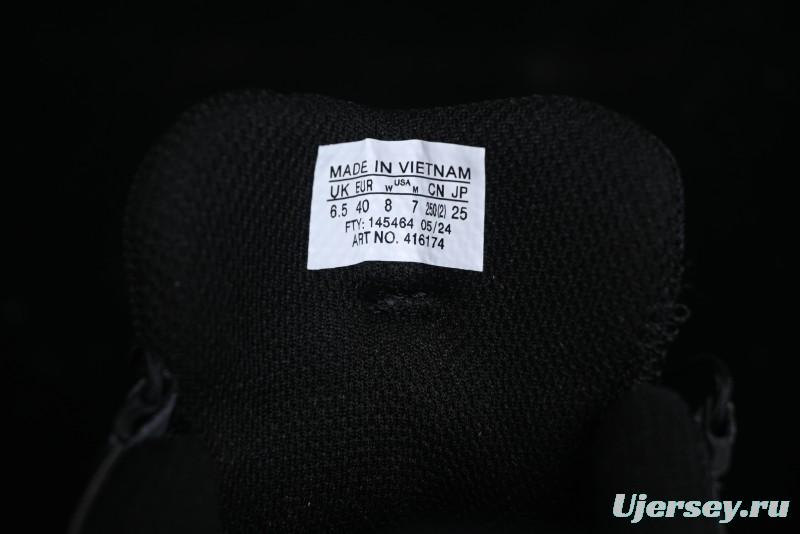 MADE IN VIETNAM
UK EUR W USA M CN JP
6.5 40 8 7 250(2) 25
FTY: 145464 05/24
ART NO. 416174
Ujersey.ru